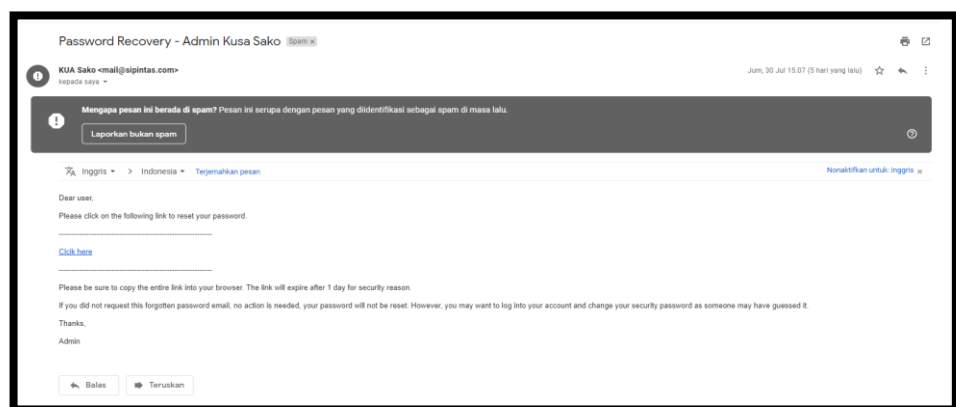 Password Recovery - Admin Kusa Sako Spam x
KUA Sako <mail@sipintas.com> Jum, 30 Jul 15.07 (5 hari yang lalu)
kepada saya
Mengapa pesan ini berada di spam? Pesan ini serupa dengan pesan yang diidentifikasi sebagai spam di masa lalu.
Laporkan bukan spam
Inggris > Indonesia Terjemahkan pesan Nonaktifkan untuk: Inggris x
Dear user,
Please click on the following link to reset your password.
-------------------------------------------------------------
Clcik here
-------------------------------------------------------------
Please be sure to copy the entire link into your browser. The link will expire after 1 day for security reason.
If you did not request this forgotten password email, no action is needed, your password will not be reset. However, you may want to log into your account and change your security password as someone may have guessed it.
Thanks,
Admin
Balas Teruskan